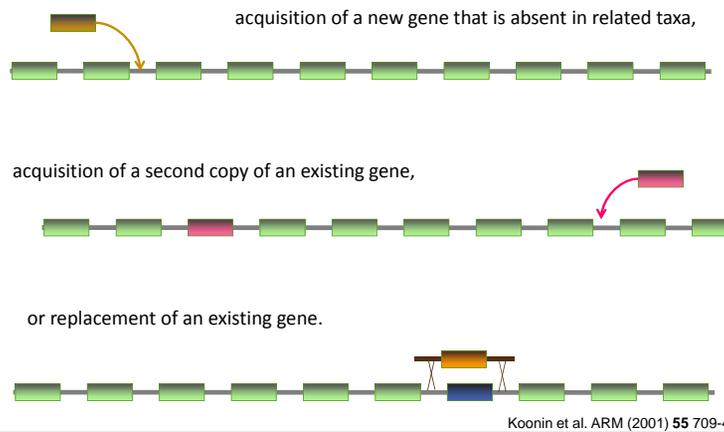 acquisition of a new gene that is absent in related taxa,
acquisition of a second copy of an existing gene,
or replacement of an existing gene.
Koonin et al. ARM (2001) 55 709-4